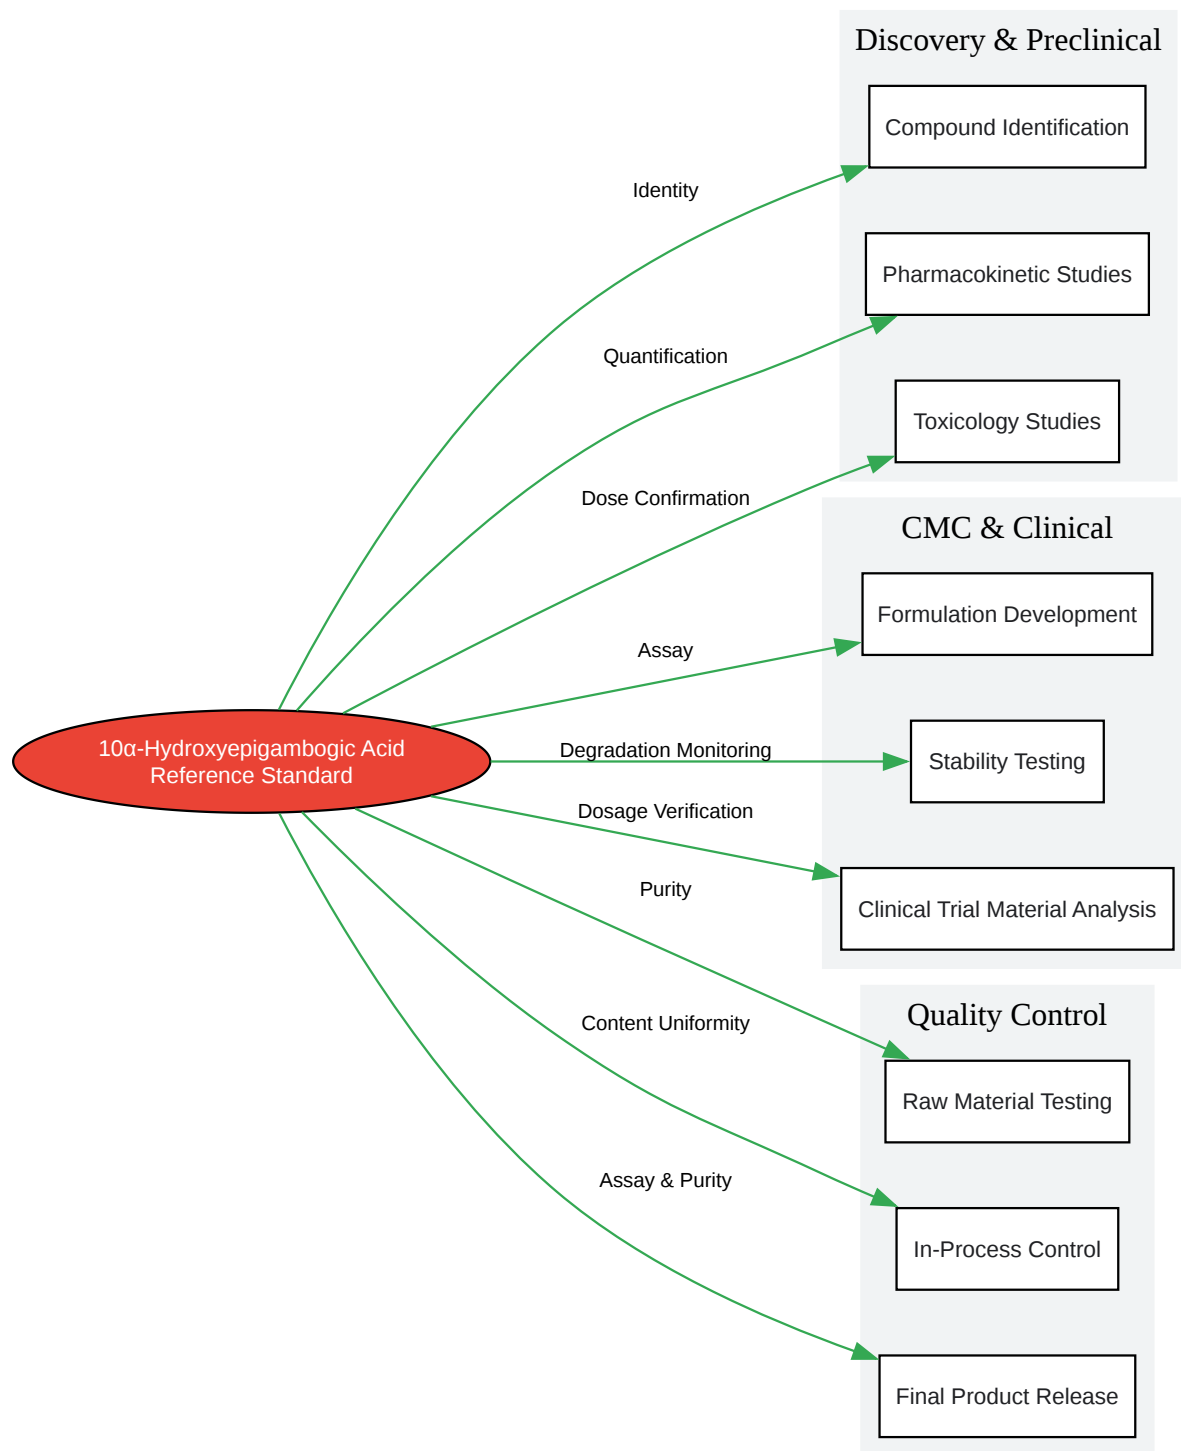 Discovery & Preclinical
Compound Identification
Identity
Pharmacokinetic Studies
Quantification
Toxicology Studies
Dose Confirmation
CMC & Clinical
Formulation Development
Assay
10α-Hydroxyepigambogic Acid
Reference Standard
Degradation Monitoring
Stability Testing
Dosage Verification
Purity
Clinical Trial Material Analysis
Quality Control
Content Uniformity
Raw Material Testing
Assay & Purity
In-Process Control
Final Product Release